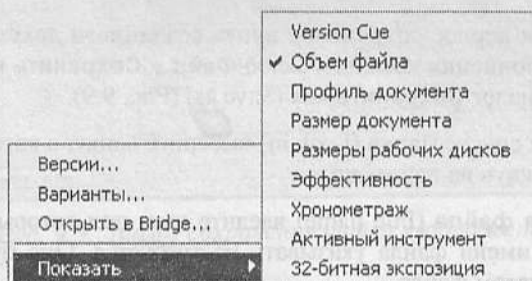 Version Cue
Объем файла
Профиль документа
Размер документа
Размеры рабочих дисков
Эффективность
Хронометраж
Активный инструмент
32-битная экспозиция
Версии...
Варианты...
Открыть в Bridge...
Показать